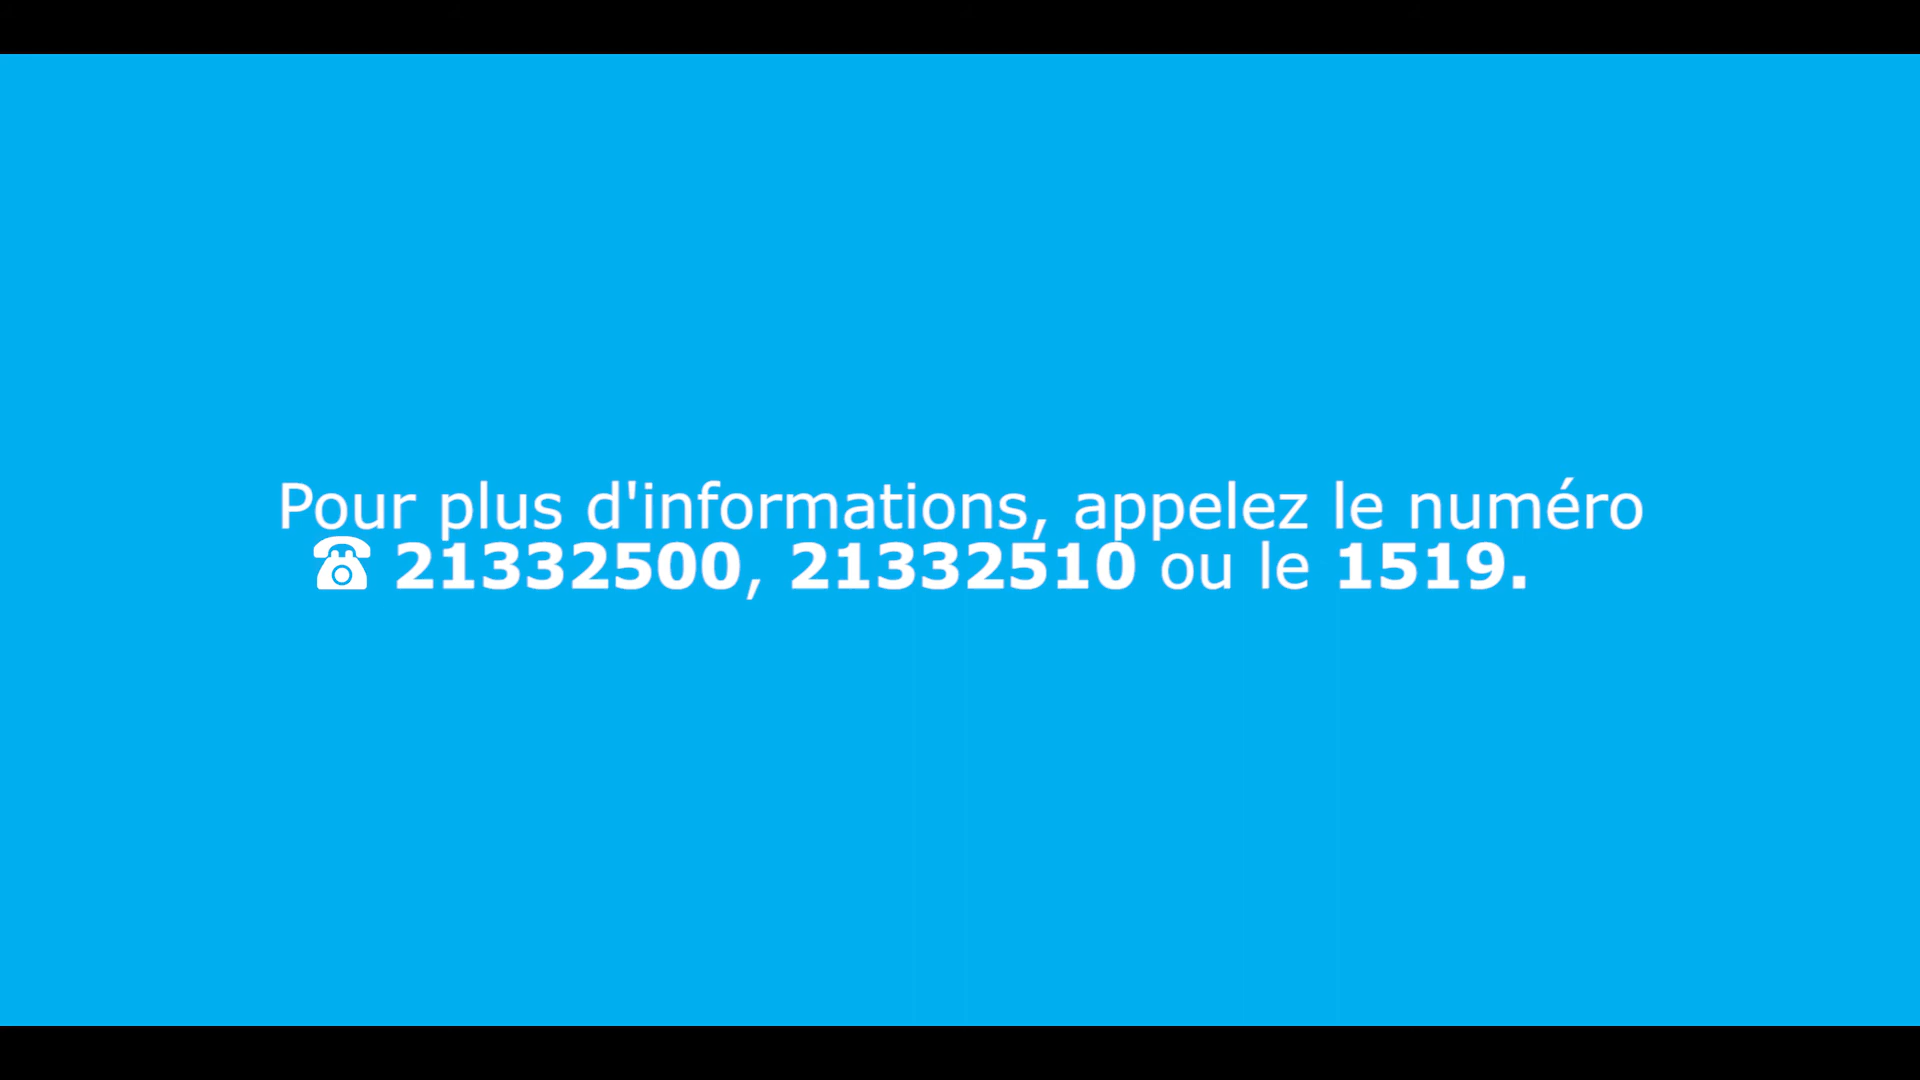 Pour plus d'informations, appelez le numéro
☎ 21332500, 21332510 ou le 1519.